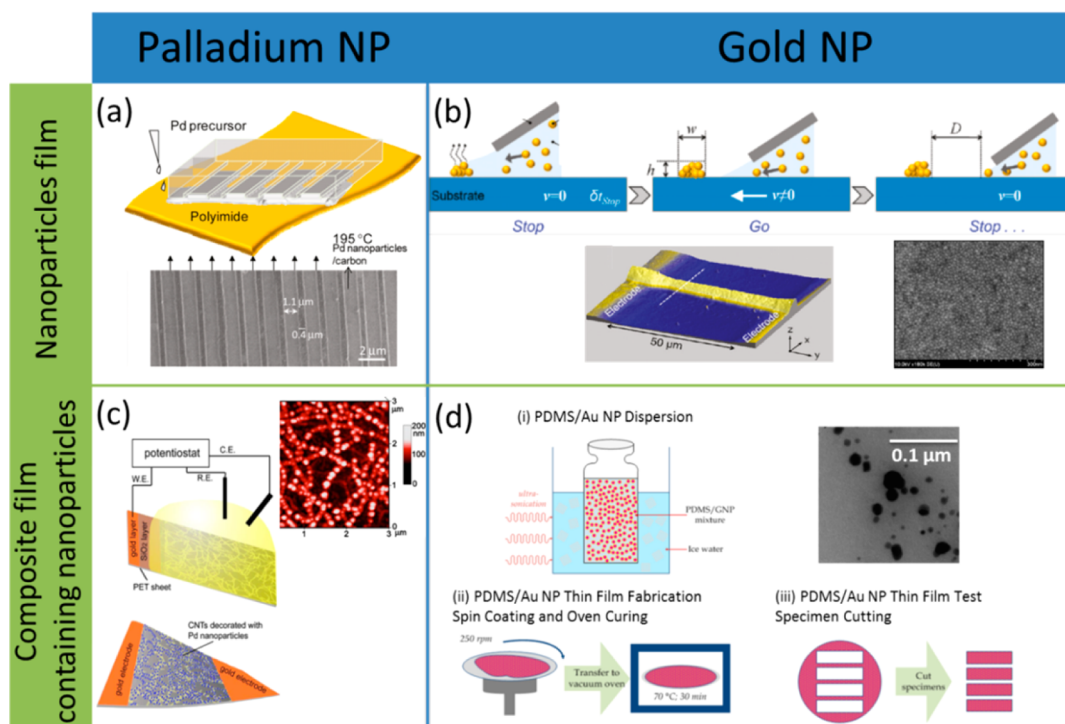 Palladium NP
Gold NP
Nanoparticles film
Composite film
containing nanoparticles
(a)
Pd precursor
Polyimide
195 °C
Pd nanoparticles
/carbon
1.1 μm
0.4 μm
2 μm
(b)
w
h
D
Substrate
v=0
δt_Stop
v≠0
v=0
Stop
Go
Stop . . .
Electrode
Electrode
50 μm
z
x
y
300nm
(c)
potentiostat
C.E.
W.E.
R.E.
gold layer
SiO₂ layer
PET sheet
3
μm
2
1
0
1
2
3
μm
200
nm
100
0
CNTs decorated with
Pd nanoparticles
gold electrode
gold electrode
(d)
(i) PDMS/Au NP Dispersion
ultra-
sonication
PDMS/GNP
mixture
Ice water
0.1 μm
(ii) PDMS/Au NP Thin Film Fabrication
Spin Coating and Oven Curing
250 rpm
Transfer to
vacuum oven
70 °C; 30 min
(iii) PDMS/Au NP Thin Film Test
Specimen Cutting
Cut
specimens